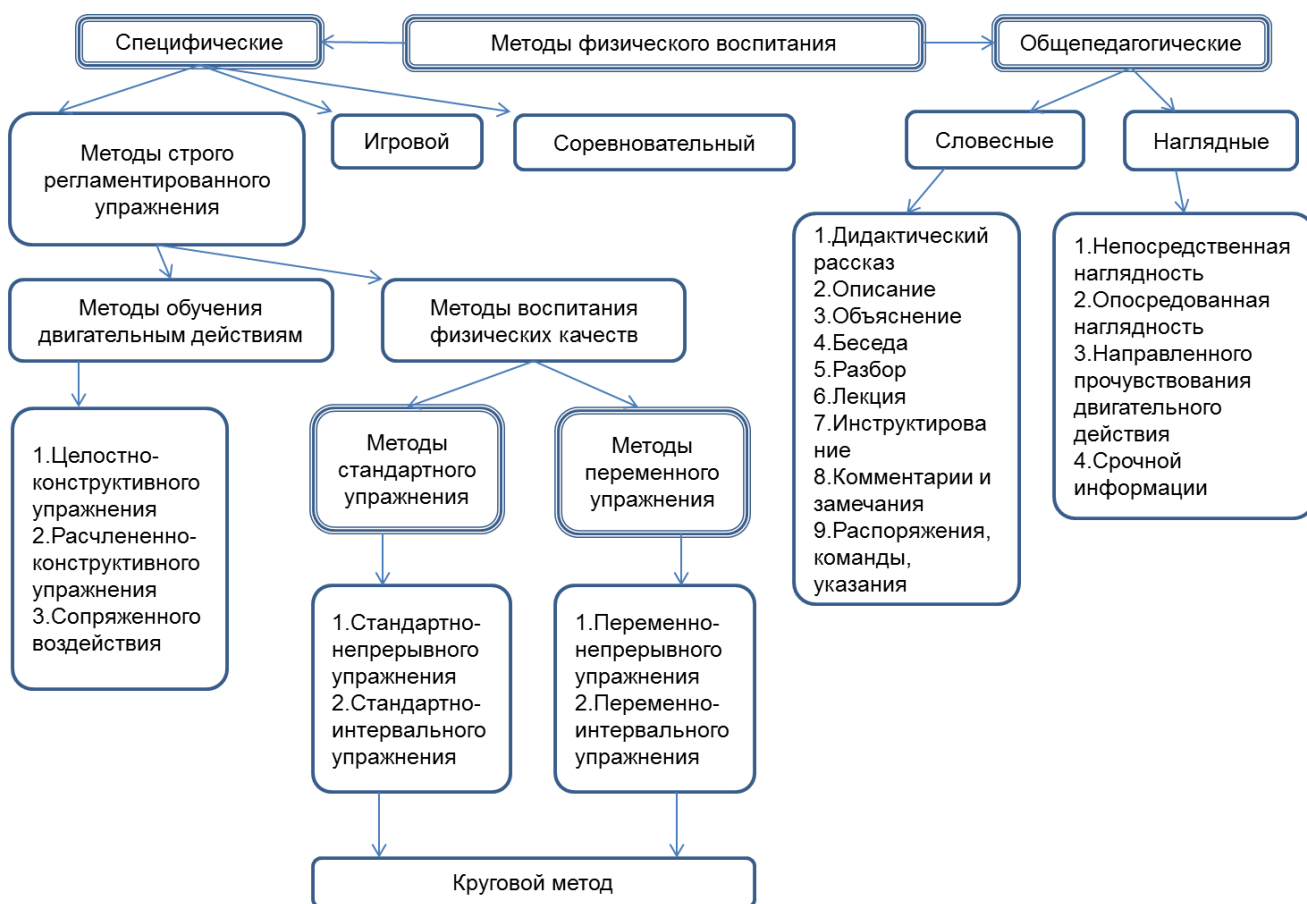 Специфические
Методы физического воспитания
Общепедагогические
Методы строго
регламентированного
упражнения
Игровой
Соревновательный
Словесные
Наглядные
Методы обучения
двигательным действиям
Методы воспитания
физических качеств
1.Дидактический
рассказ
2.Описание
3.Объяснение
4.Беседа
5.Разбор
6.Лекция
7.Инструктирова
ние
8.Комментарии и
замечания
9.Распоряжения,
команды,
указания
1.Непосредственная
наглядность
2.Опосредованная
наглядность
3.Направленного
прочувствования
двигательного
действия
4.Срочной
информации
1.Целостно-
конструктивного
упражнения
2.Расчлененно-
конструктивного
упражнения
3.Сопряженного
воздействия
Методы
стандартного
упражнения
Методы
переменного
упражнения
1.Стандартно-
непрерывного
упражнения
2.Стандартно-
интервального
упражнения
1.Переменно-
непрерывного
упражнения
2.Переменно-
интервального
упражнения
Круговой метод